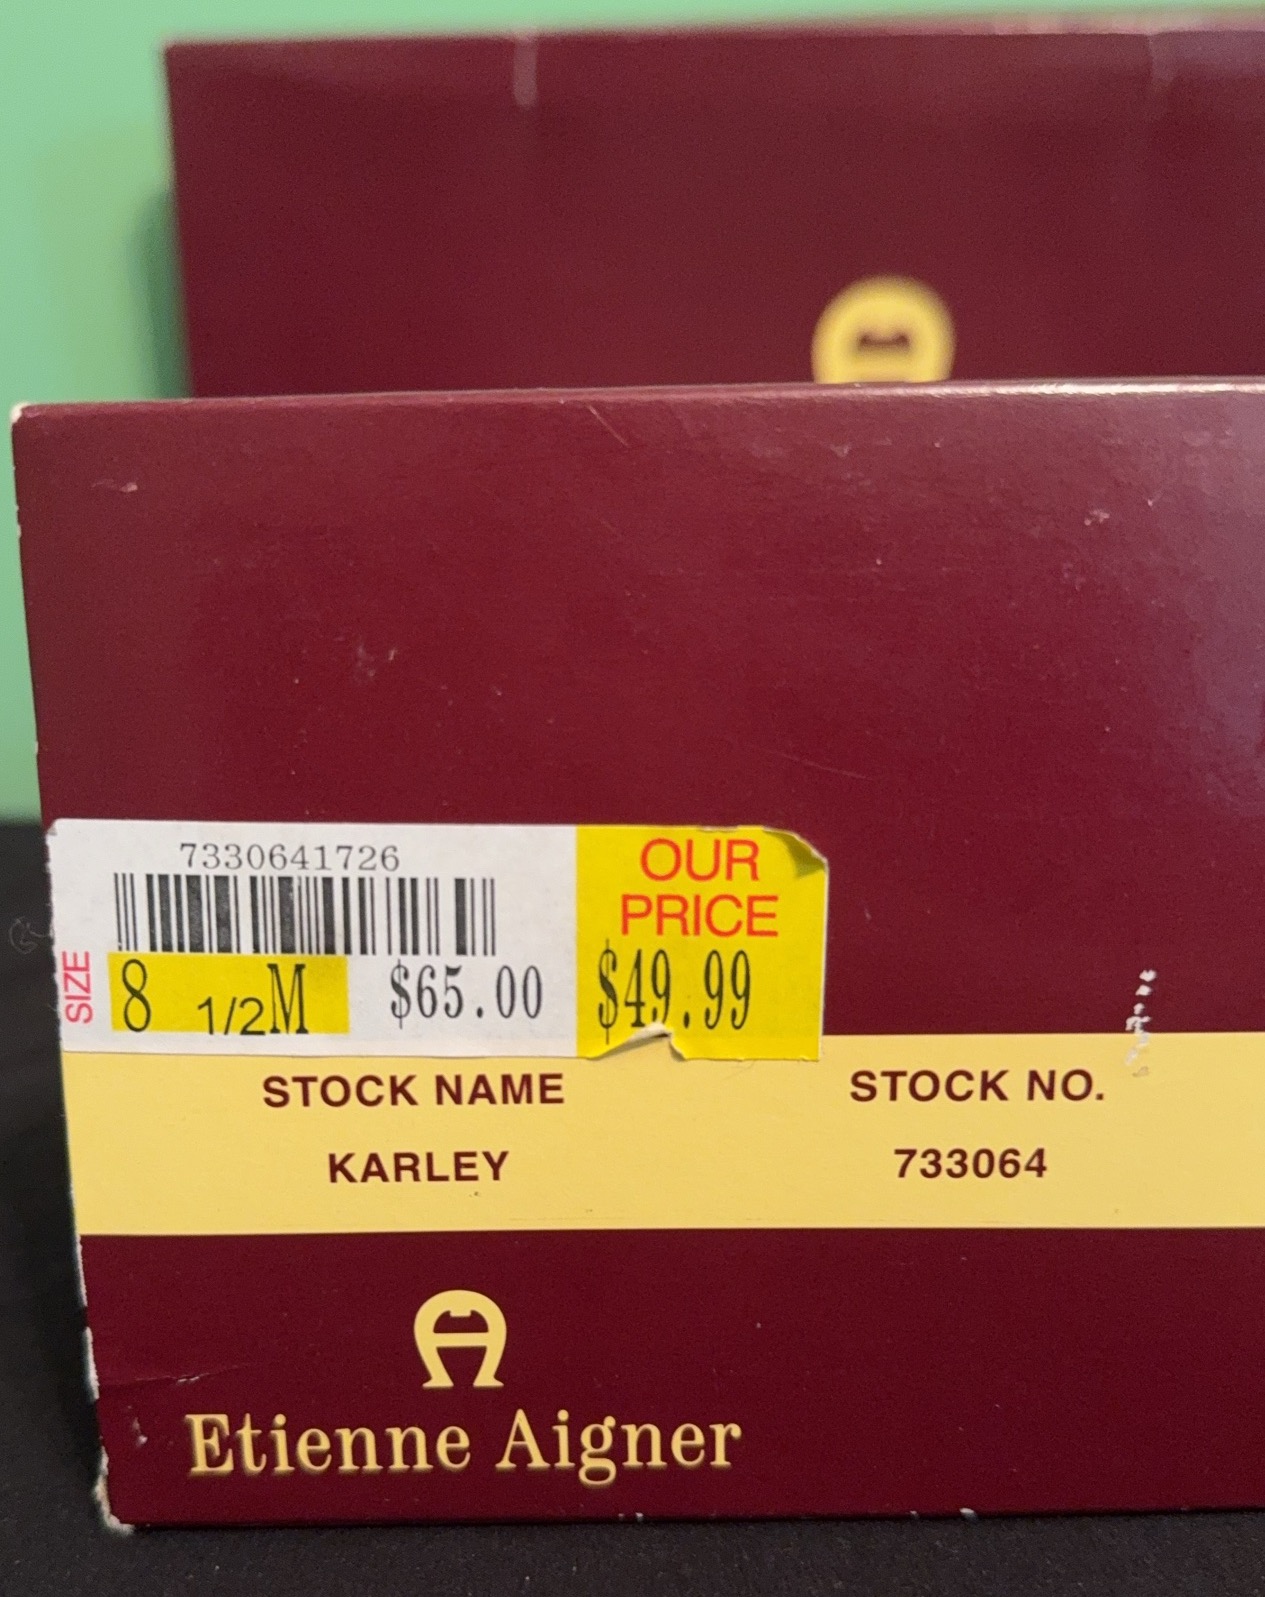 7330641726
OUR
PRICE
SIZE
8 1/2M $65.00 $49.99
STOCK NAME STOCK NO.
KARLEY 733064
Etienne Aigner